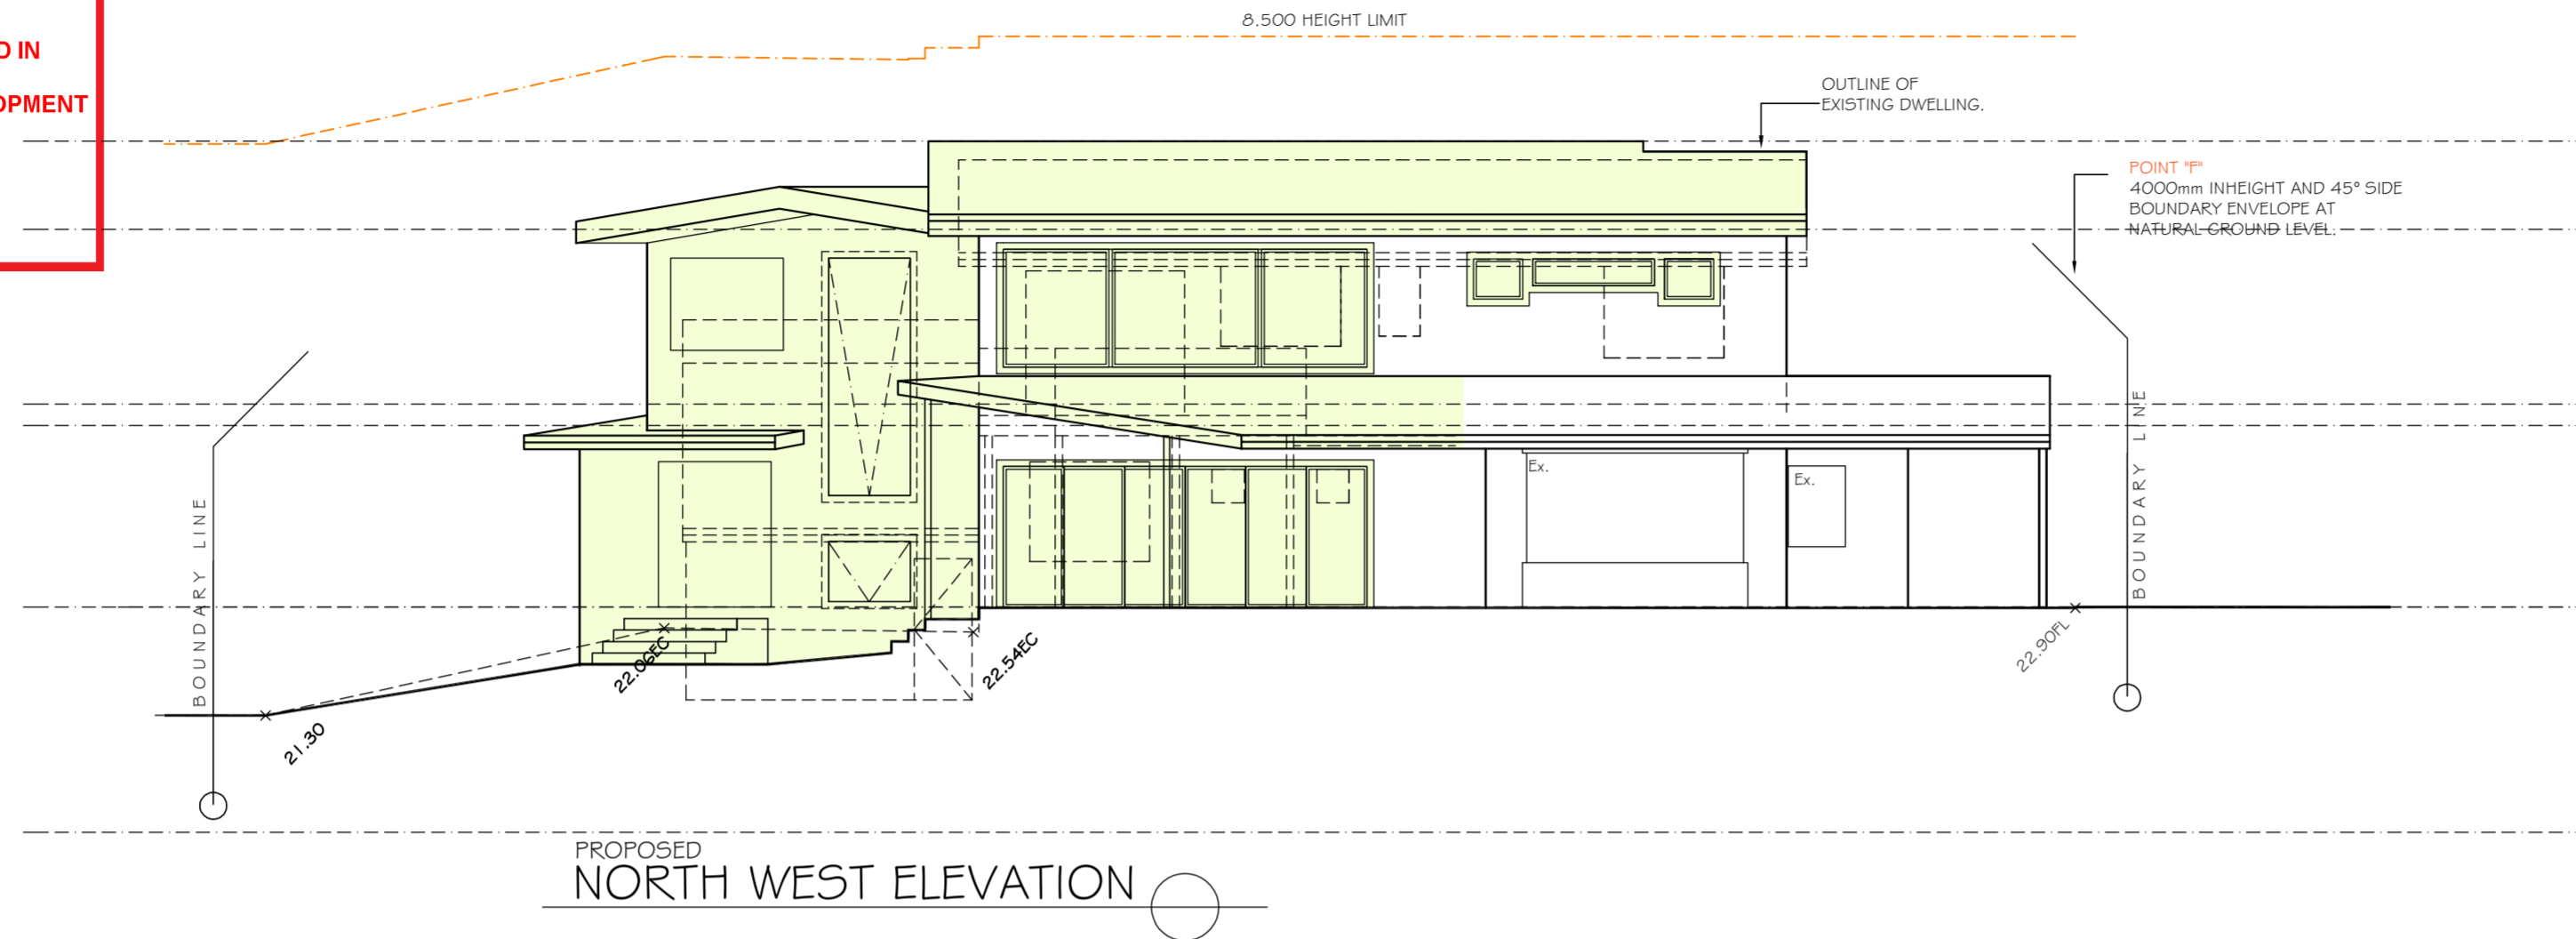 D IN
OPMENT
8.500 HEIGHT LIMIT
OUTLINE OF
EXISTING DWELLING.
POINT "F"
4000mm INHEIGHT AND 45° SIDE
BOUNDARY ENVELOPE AT
NATURAL GROUND LEVEL.
BOUNDARY LINE
BOUNDARY LINE
Ex.
Ex.
22.06EC
22.54EC
22.90FL
21.30
PROPOSED
NORTH WEST ELEVATION